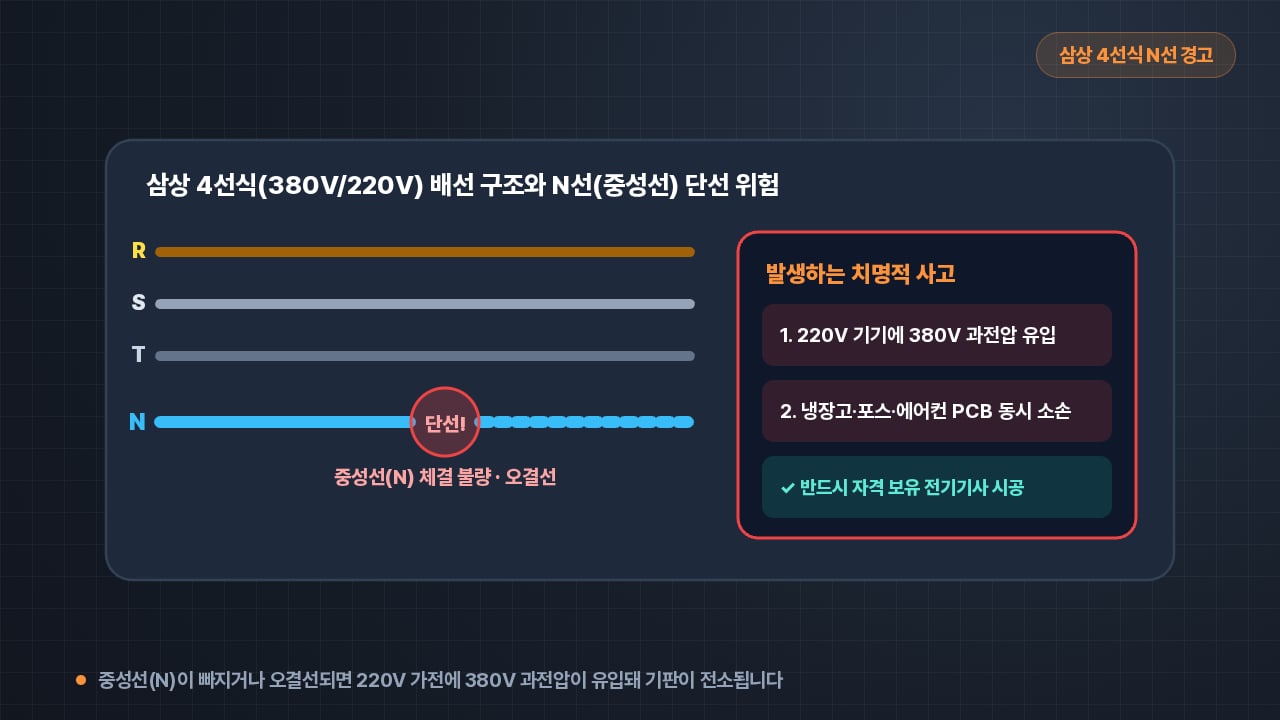 삼상 4선식 N선 경고
삼상 4선식(380V/220V) 배선 구조와 N선(중성선) 단선 위험
R
S
T
N
단선!
중성선(N) 체결 불량 · 오결선
발생하는 치명적 사고
1. 220V 기기에 380V 과전압 유입
2. 냉장고·포스·에어컨 PCB 동시 소손
✓ 반드시 자격 보유 전기기사 시공
중성선(N)이 빠지거나 오결선되면 220V 가전에 380V 과전압이 유입돼 기판이 전소됩니다